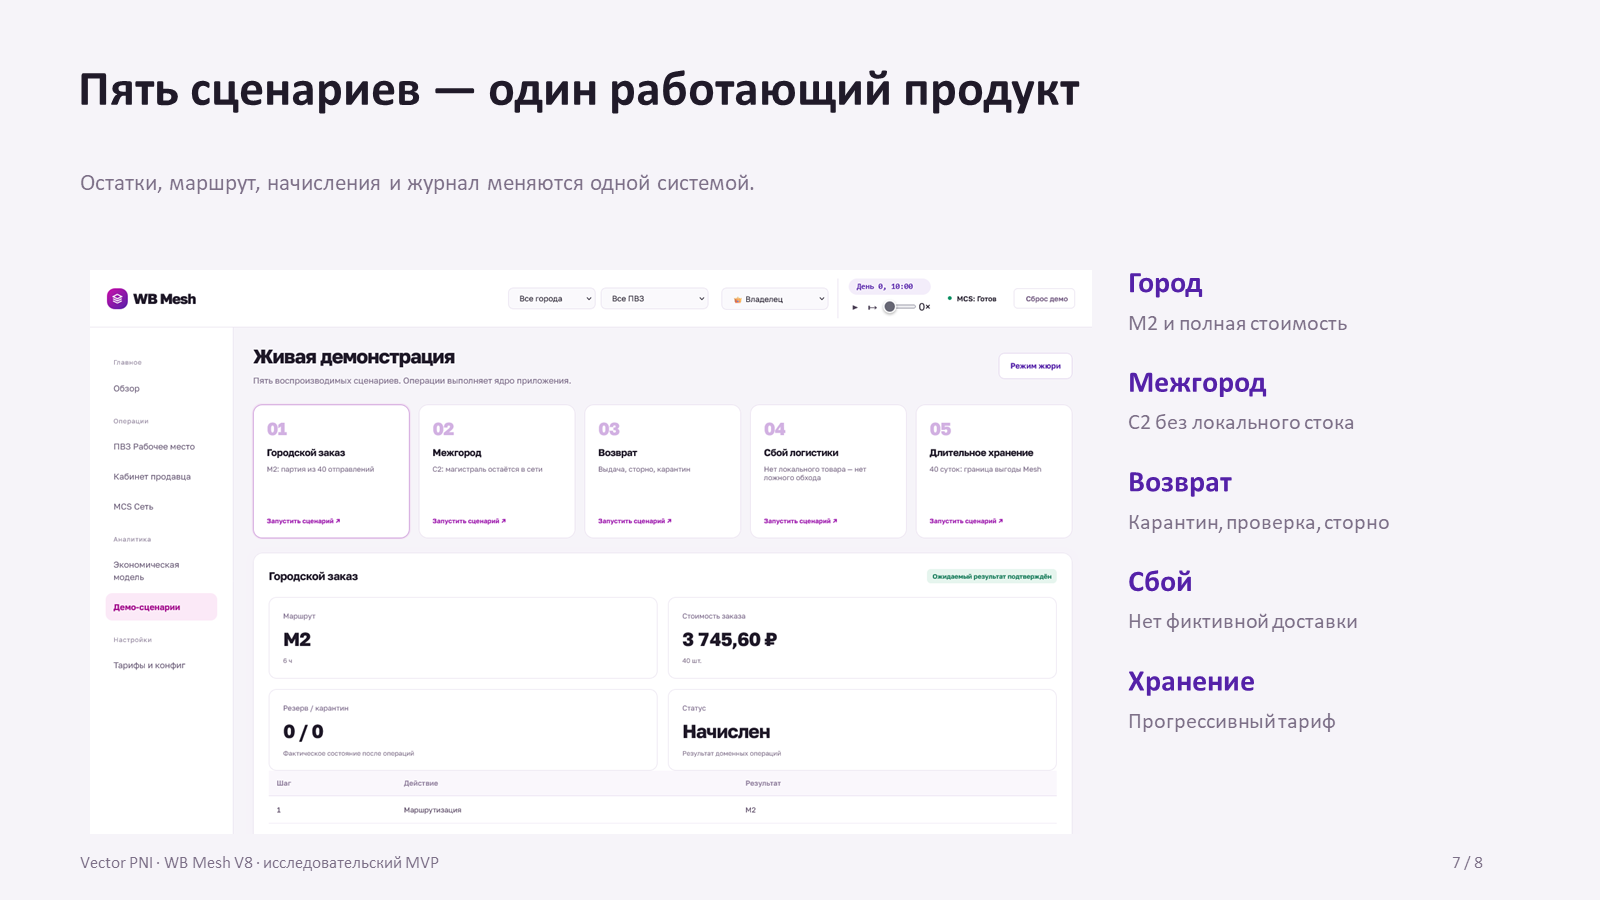 Пять сценариев — один работающий продукт
Остатки, маршрут, начисления и журнал меняются одной системой.
WB Mesh
Все города
Все ПВЗ
Владелец
День 0, 10:00
0×
MCS: Готов
Сброс демо
Главное
Обзор
Операции
ПВЗ Рабочее место
Кабинет продавца
MCS Сеть
Аналитика
Экономическая
модель
Демо-сценарии
Настройки
Тарифы и конфиг
Живая демонстрация
Пять воспроизводимых сценариев. Операции выполняет ядро приложения.
Режим жюри
01
Городской заказ
M2: партия из 40 отправлений
Запустить сценарий ↗
02
Межгород
C2: магистраль остаётся в сети
Запустить сценарий ↗
03
Возврат
Выдача, сторно, карантин
Запустить сценарий ↗
04
Сбой логистики
Нет локального товара — нет
ложного обхода
Запустить сценарий ↗
05
Длительное хранение
40 суток: граница выгоды Mesh
Запустить сценарий ↗
Городской заказ
Ожидаемый результат подтверждён
Маршрут
M2
6 ч
Стоимость заказа
3 745,60 ₽
40 шт.
Резерв / карантин
0 / 0
Фактическое состояние после операций
Статус
Начислен
Результат доменных операций
Шаг Действие Результат
1 Маршрутизация M2
Город
M2 и полная стоимость
Межгород
C2 без локального стока
Возврат
Карантин, проверка, сторно
Сбой
Нет фиктивной доставки
Хранение
Прогрессивный тариф
Vector PNI · WB Mesh V8 · исследовательский MVP
7 / 8